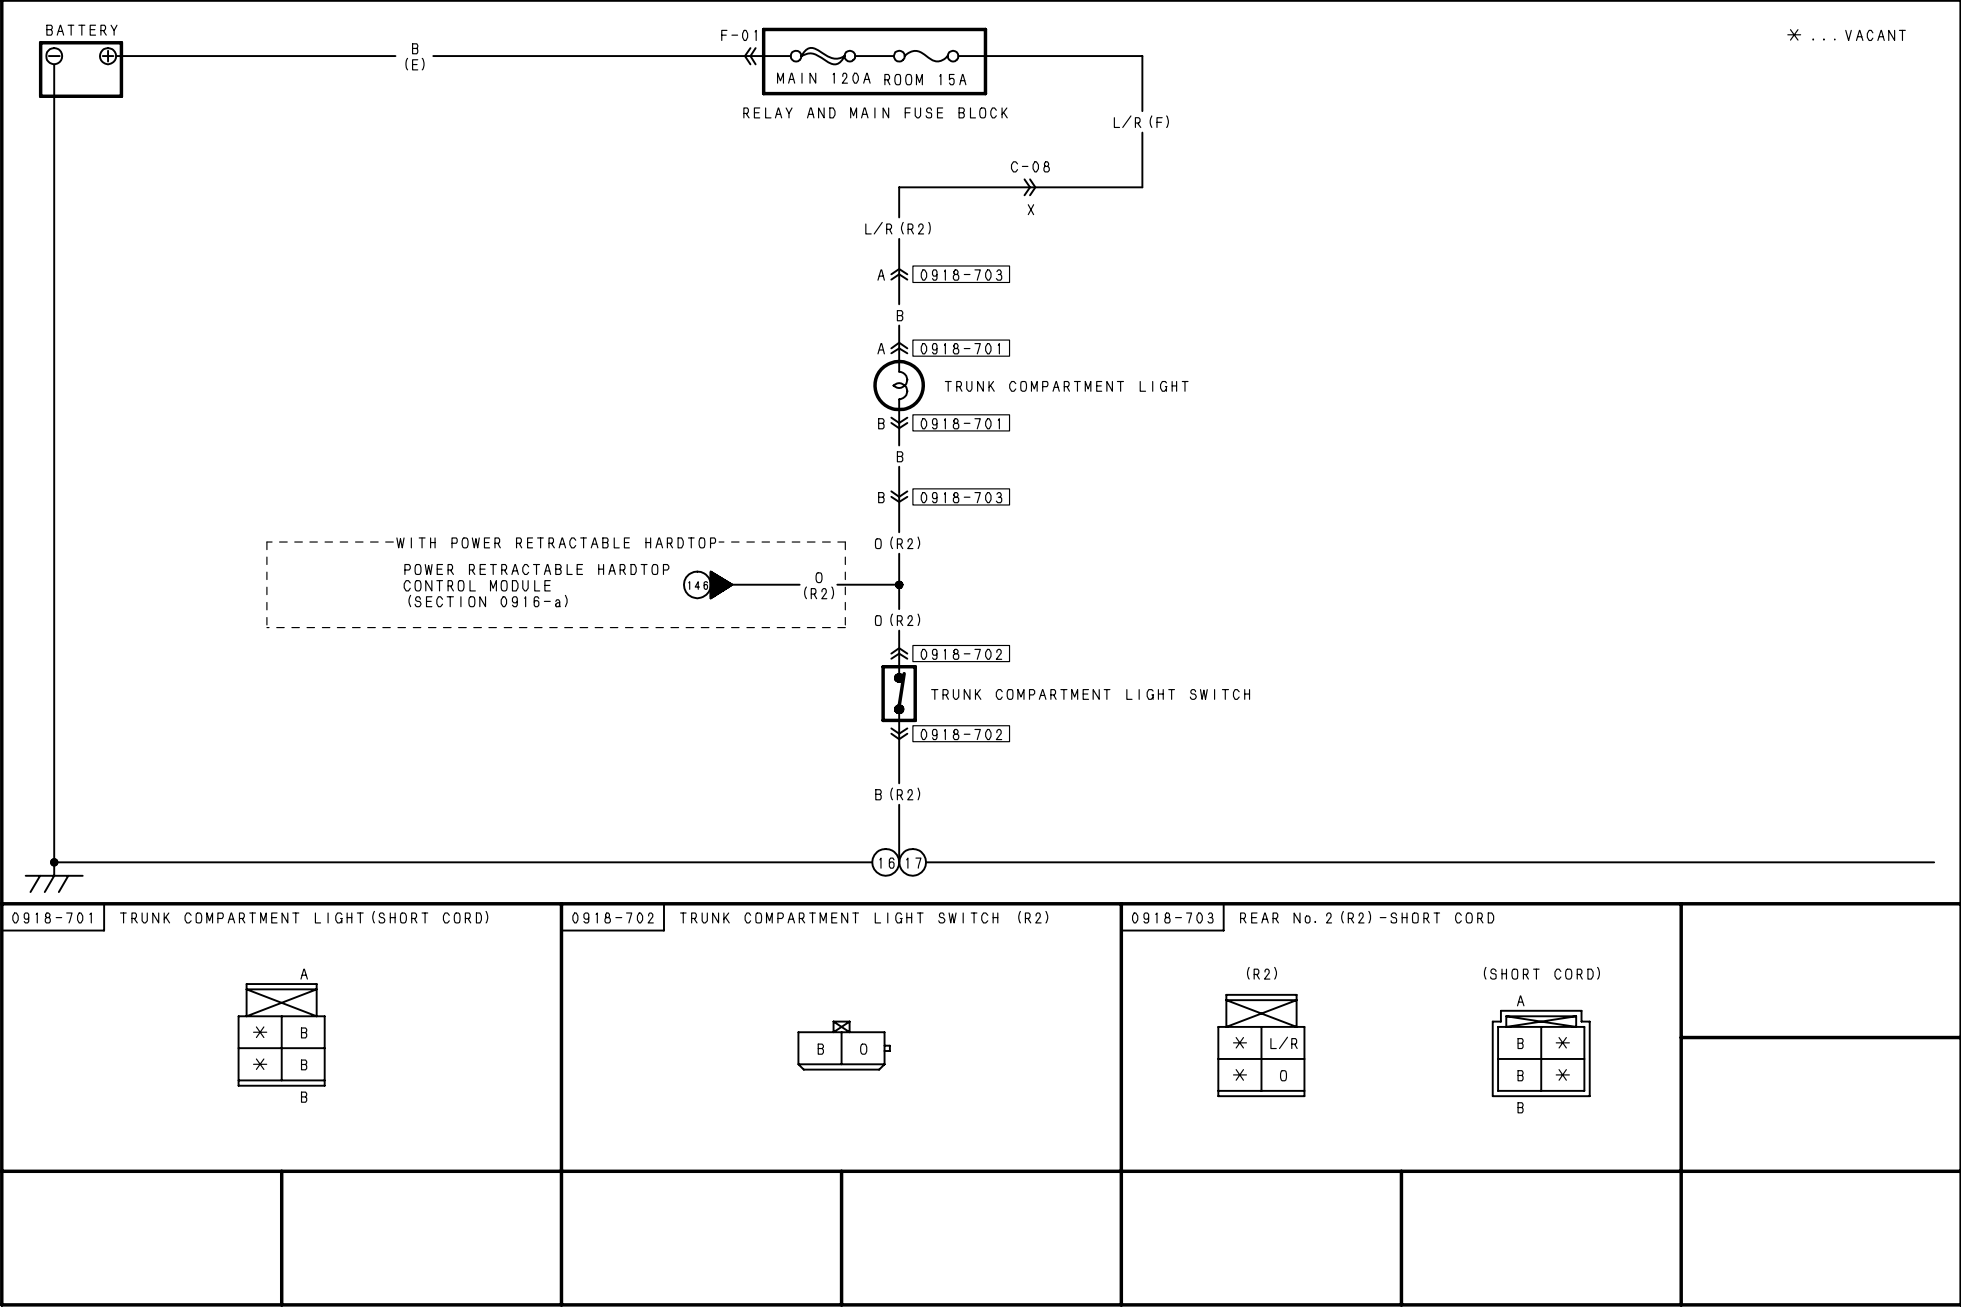 BATTERY
B
(E)
F-01
MAIN 120A ROOM 15A
RELAY AND MAIN FUSE BLOCK
* ... VACANT
L/R (F)
C-08
X
L/R (R2)
A 0918-703
B
A 0918-701
TRUNK COMPARTMENT LIGHT
B 0918-701
B
B 0918-703
WITH POWER RETRACTABLE HARDTOP
O (R2)
POWER RETRACTABLE HARDTOP
CONTROL MODULE
(SECTION 0916-a)
146
O
(R2)
O (R2)
0918-702
TRUNK COMPARTMENT LIGHT SWITCH
0918-702
B (R2)
16 17
0918-701 TRUNK COMPARTMENT LIGHT (SHORT CORD)
A
* B
* B
B
0918-702 TRUNK COMPARTMENT LIGHT SWITCH (R2)
B O
0918-703 REAR No. 2 (R2) -SHORT CORD
(R2)
* L/R
* O
(SHORT CORD)
A
B *
B *
B